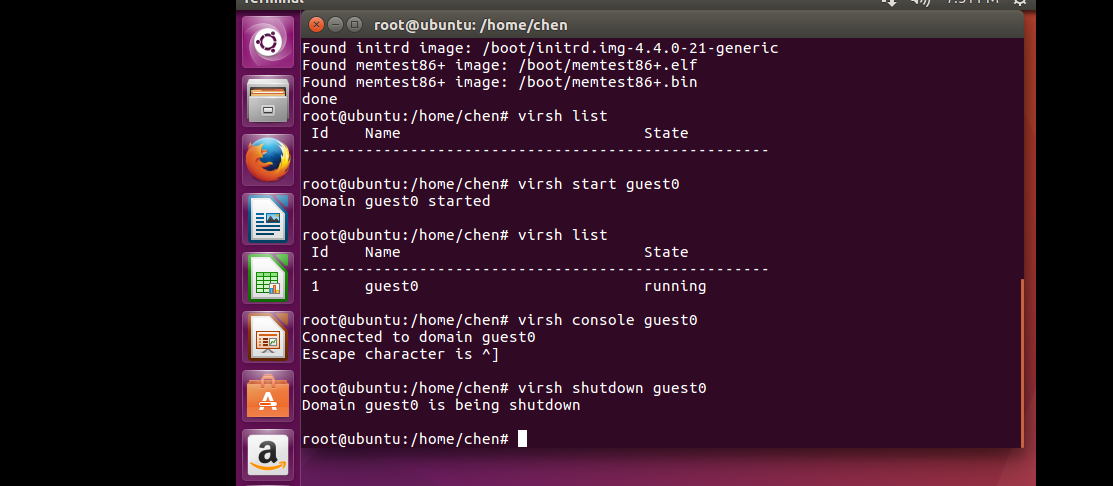 Terminal
root@ubuntu: /home/chen
Found initrd image: /boot/initrd.img-4.4.0-21-generic
Found memtest86+ image: /boot/memtest86+.elf
Found memtest86+ image: /boot/memtest86+.bin
done
root@ubuntu:/home/chen# virsh list
Id Name State
----------------------------------------------------
root@ubuntu:/home/chen# virsh start guest0
Domain guest0 started
root@ubuntu:/home/chen# virsh list
Id Name State
----------------------------------------------------
1 guest0 running
root@ubuntu:/home/chen# virsh console guest0
Connected to domain guest0
Escape character is ^]
root@ubuntu:/home/chen# virsh shutdown guest0
Domain guest0 is being shutdown
root@ubuntu:/home/chen#